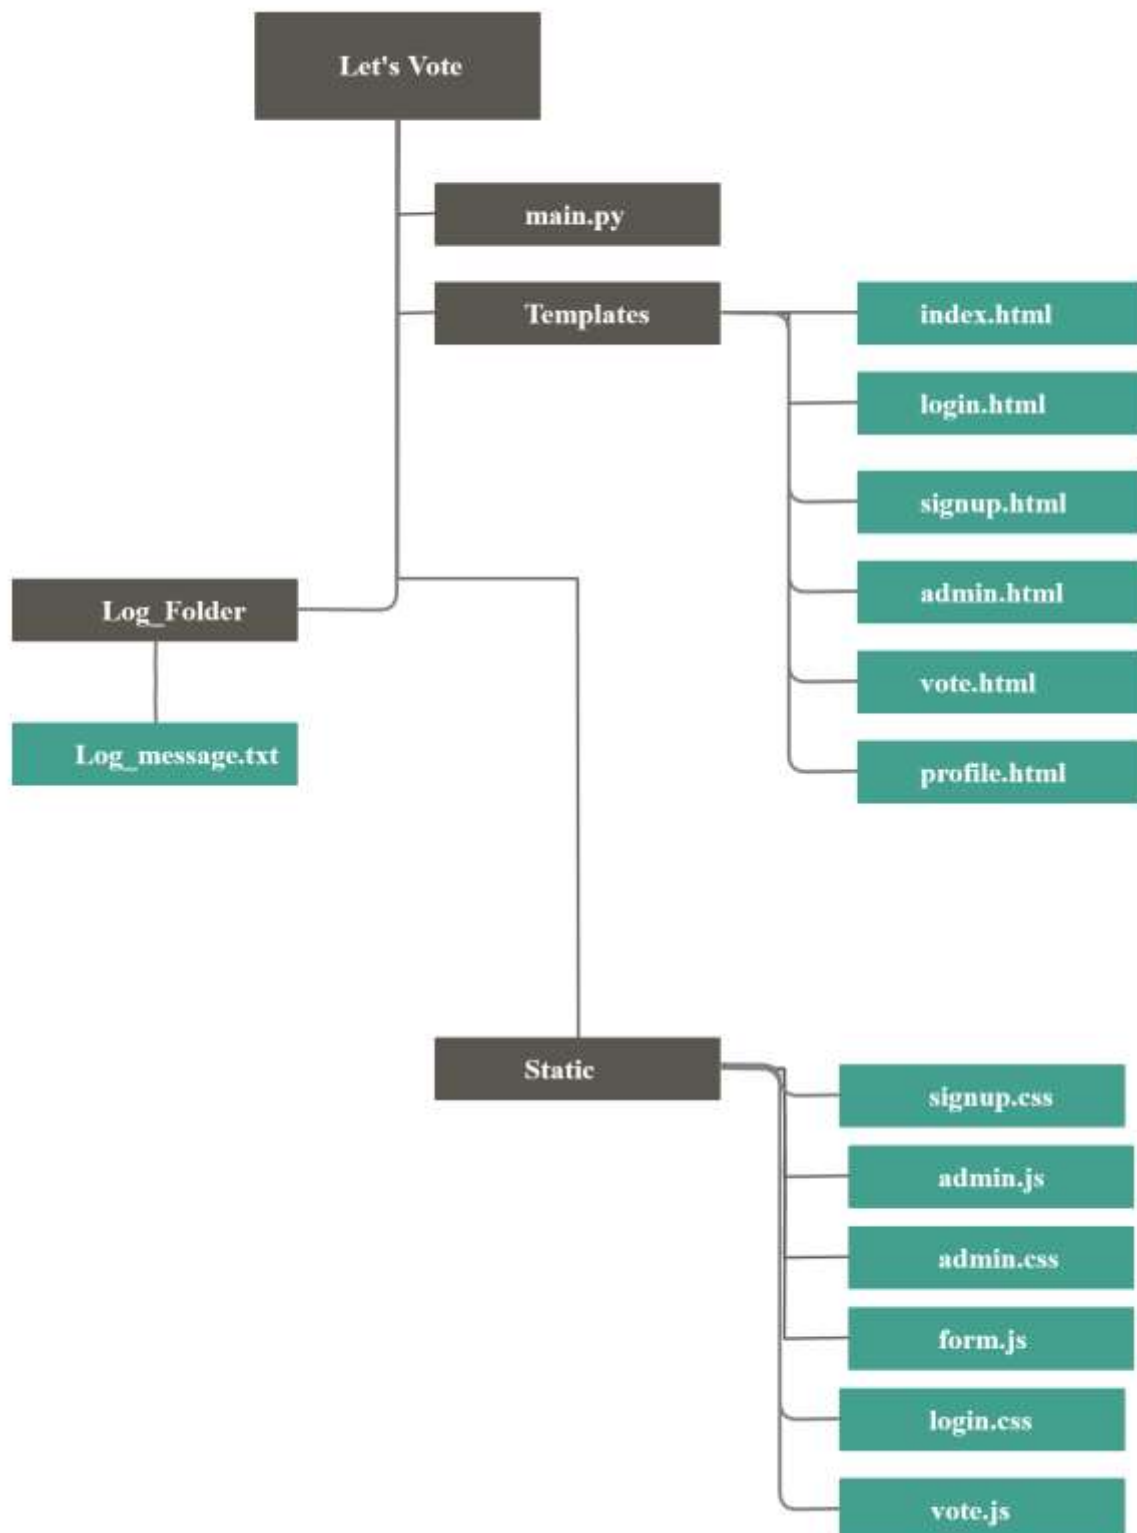 Let's Vote
main.py
Templates
index.html
login.html
signup.html
admin.html
vote.html
profile.html
Log_Folder
Log_message.txt
Static
signup.css
admin.js
admin.css
form.js
login.css
vote.js